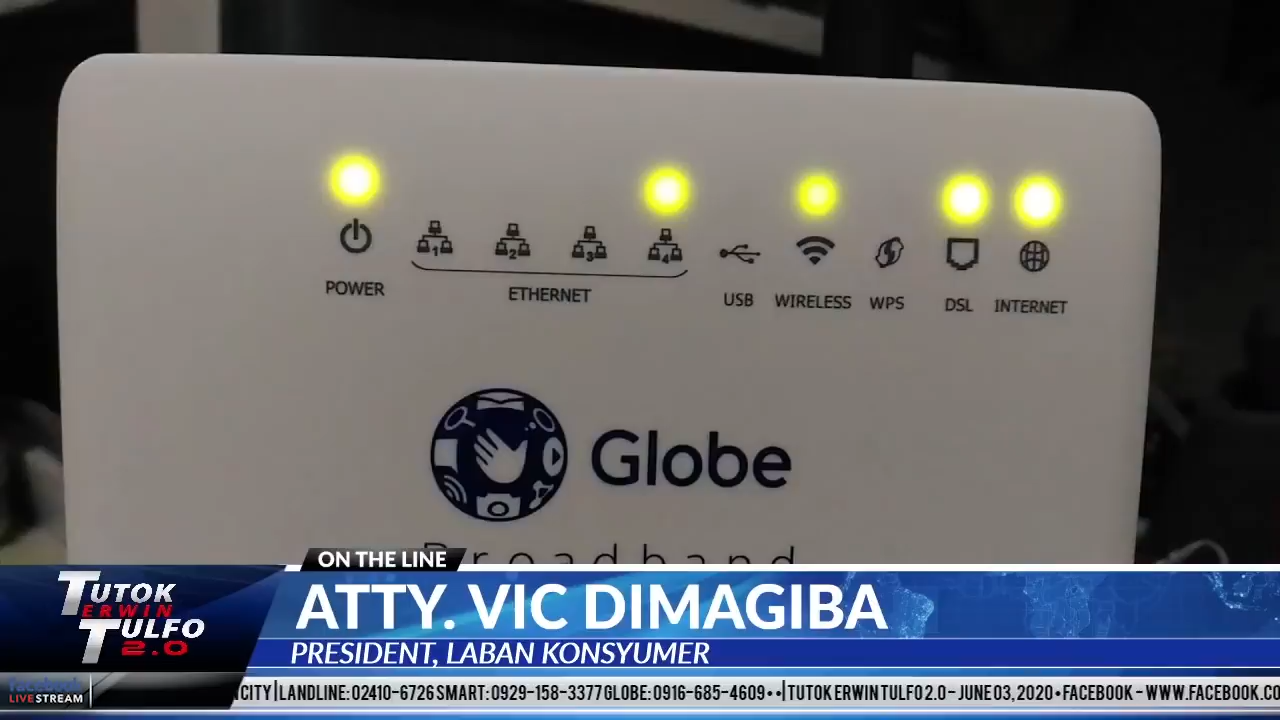 POWER
1 2 3 4
ETHERNET
USB
WIRELESS
WPS
DSL
INTERNET
Globe
Broadband
ON THE LINE
ATTY. VIC DIMAGIBA
PRESIDENT, LABAN KONSYUMER
TUTOK
ERWIN
TULFO
2.0
facebook
LIVESTREAM
CITY | LANDLINE: 02410-6726 SMART: 0929-158-3377 GLOBE: 0916-685-4609 •• | TUTOK ERWIN TULFO 2.0 - JUNE 03, 2020 • FACEBOOK - WWW.FACEBOOK.CO